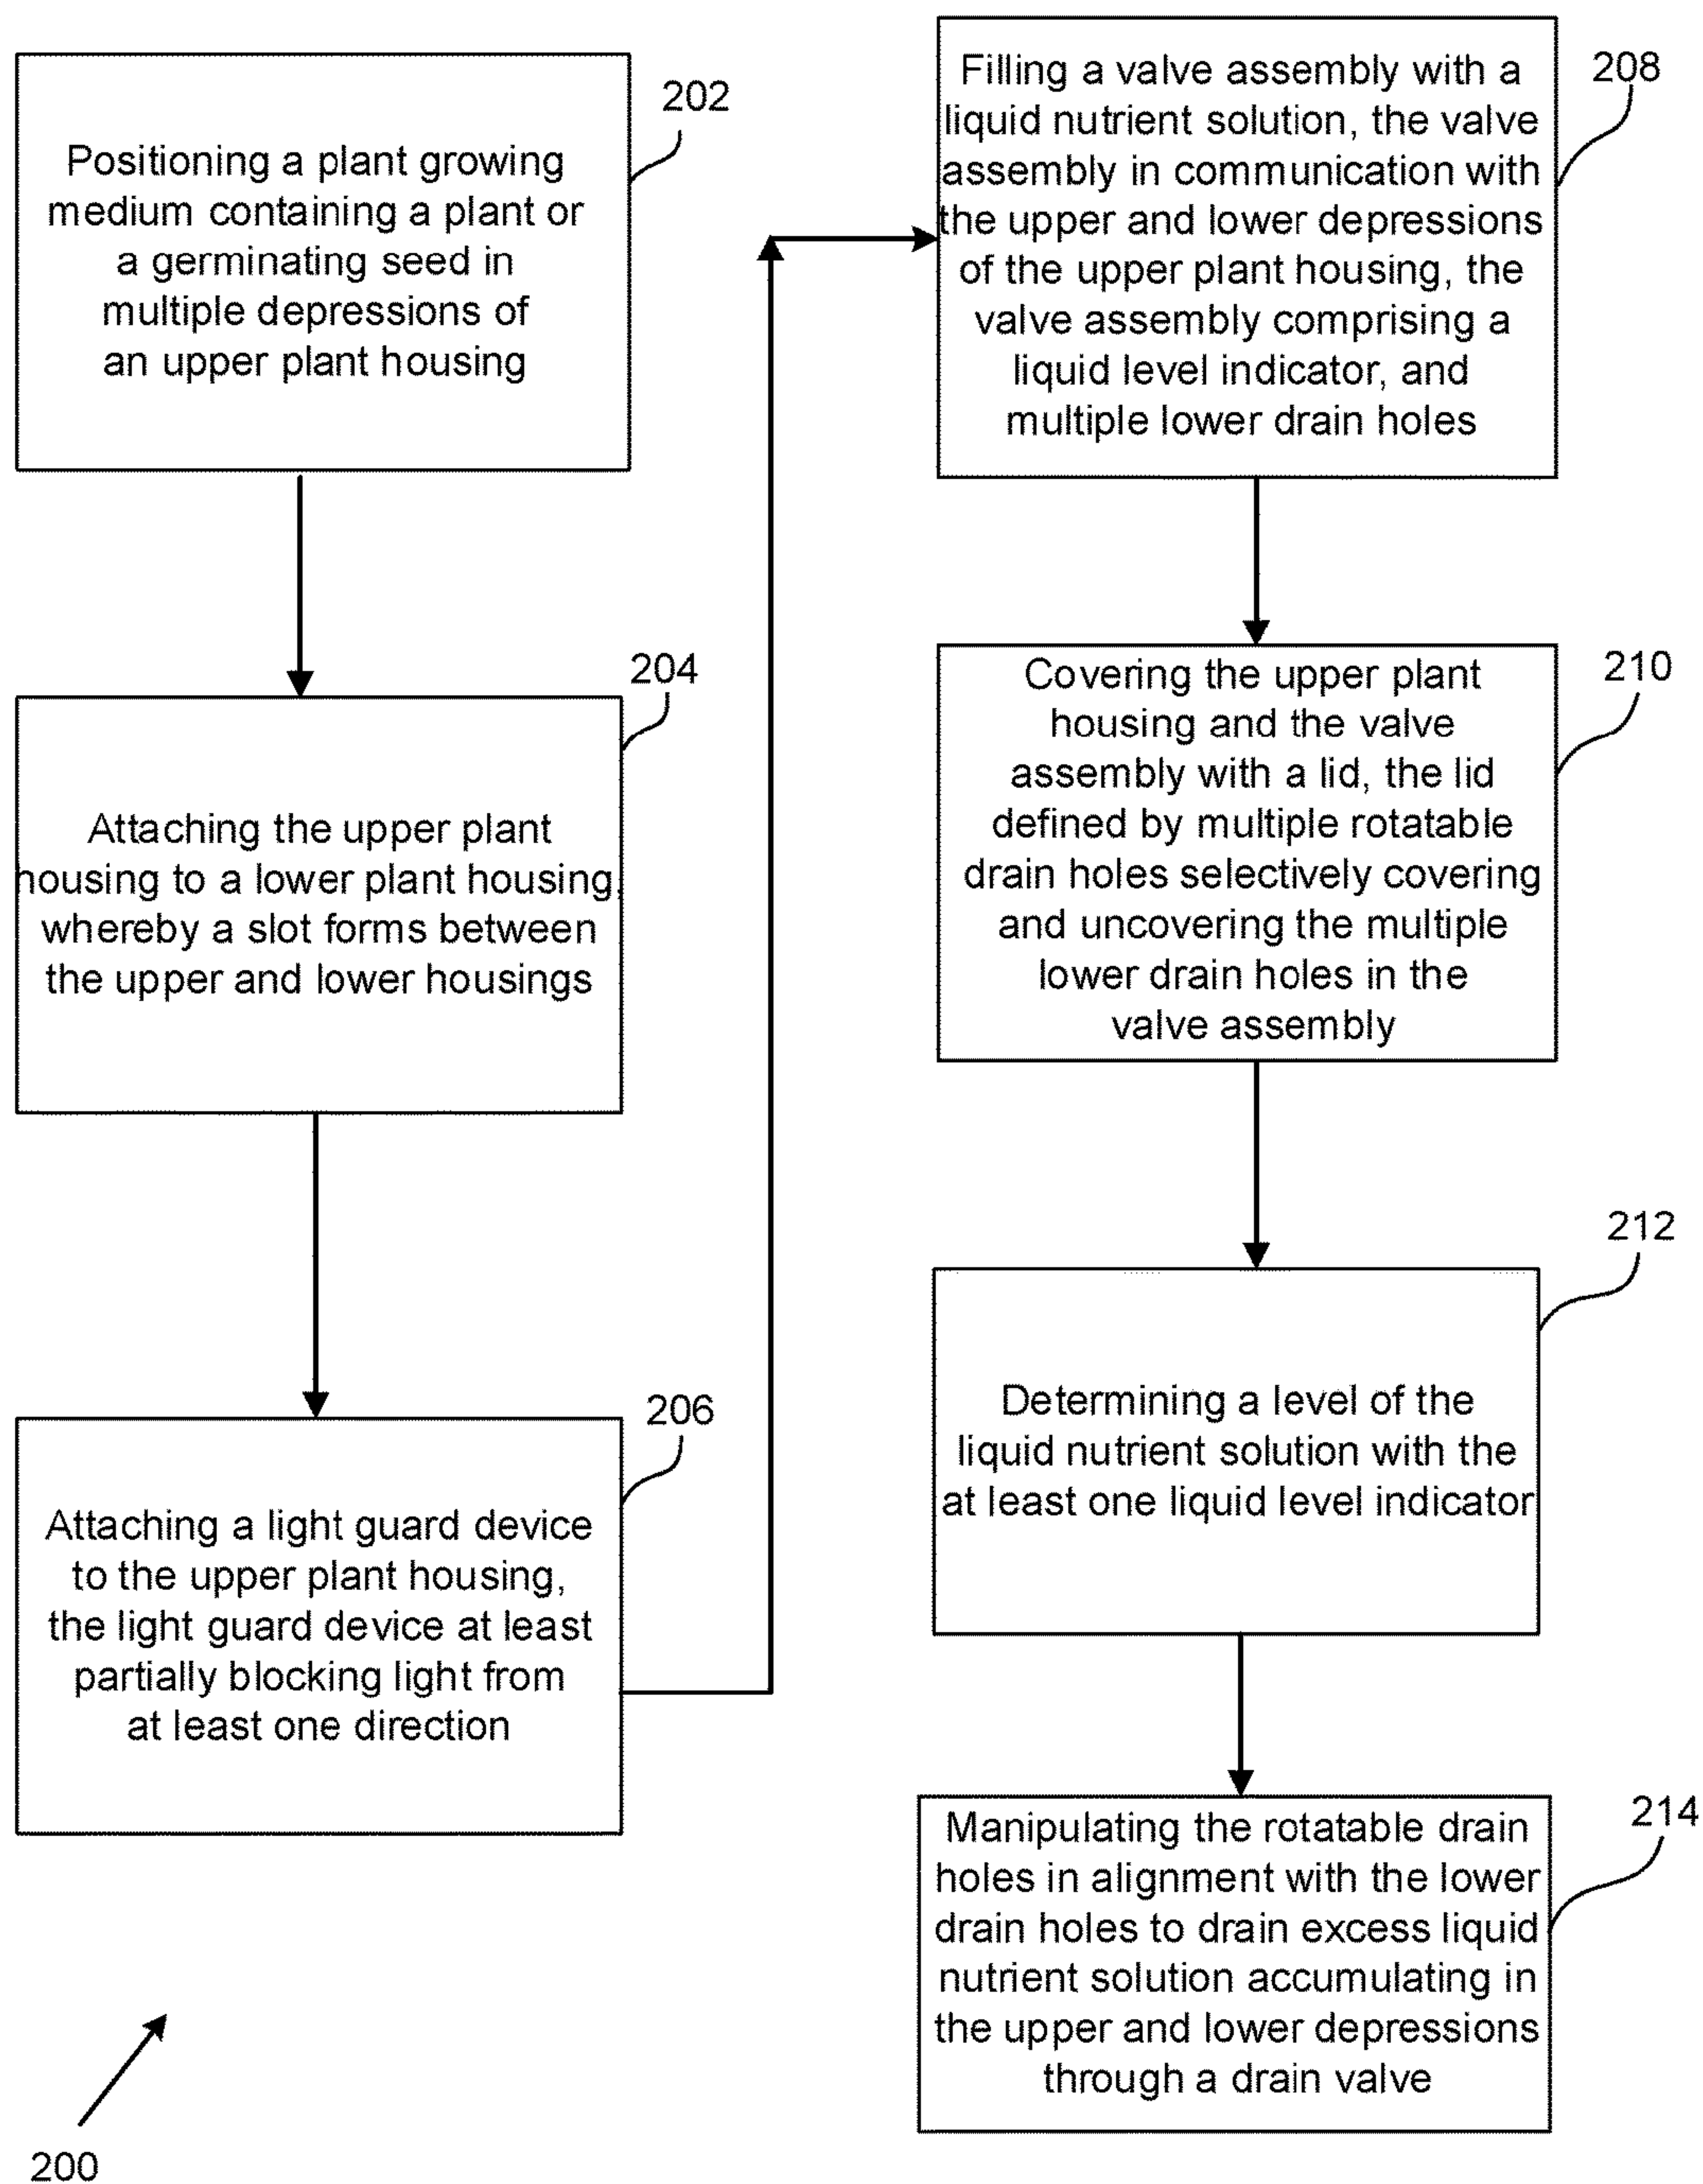 202
Positioning a plant growing
medium containing a plant or
a germinating seed in
multiple depressions of
an upper plant housing
204
Attaching the upper plant
housing to a lower plant housing,
whereby a slot forms between
the upper and lower housings
206
Attaching a light guard device
to the upper plant housing,
the light guard device at least
partially blocking light from
at least one direction
208
Filling a valve assembly with a
liquid nutrient solution, the valve
assembly in communication with
the upper and lower depressions
of the upper plant housing, the
valve assembly comprising a
liquid level indicator, and
multiple lower drain holes
210
Covering the upper plant
housing and the valve
assembly with a lid, the lid
defined by multiple rotatable
drain holes selectively covering
and uncovering the multiple
lower drain holes in the
valve assembly
212
Determining a level of the
liquid nutrient solution with the
at least one liquid level indicator
214
Manipulating the rotatable drain
holes in alignment with the lower
drain holes to drain excess liquid
nutrient solution accumulating in
the upper and lower depressions
through a drain valve
200